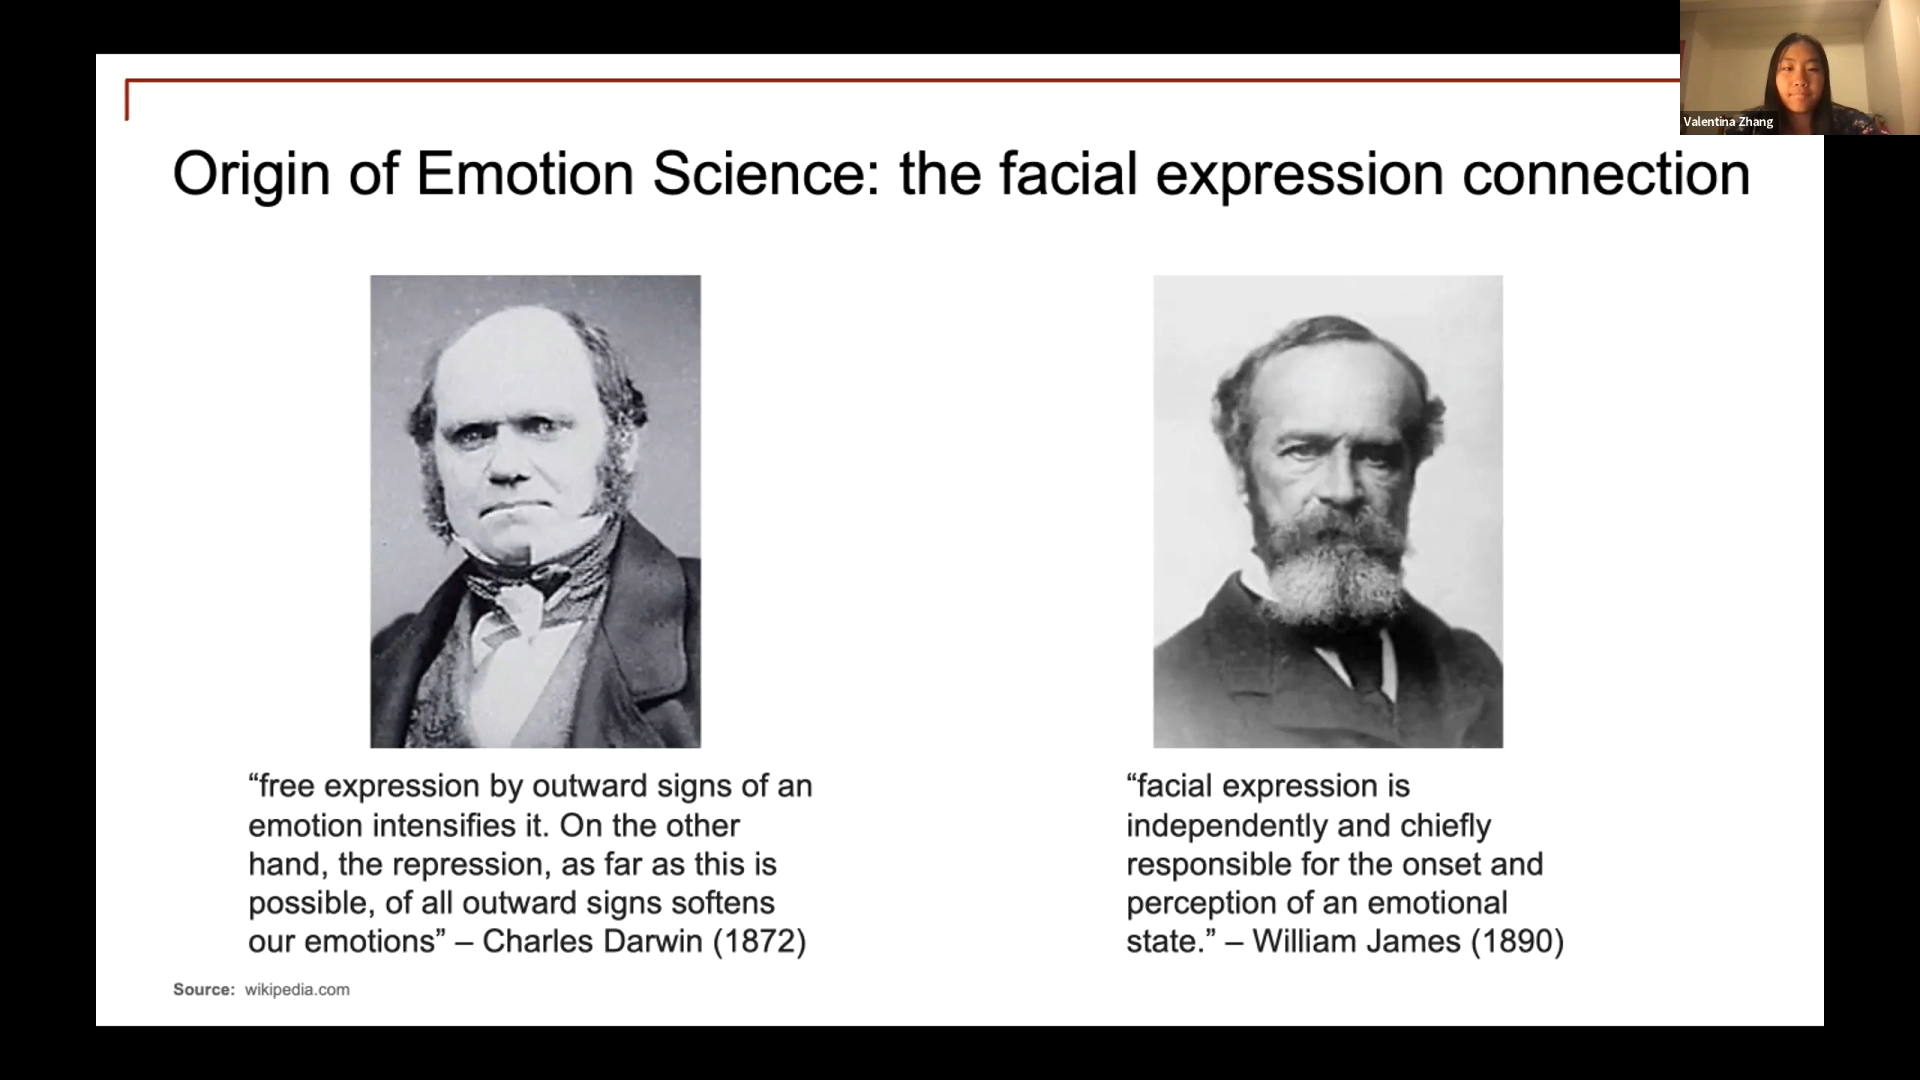 Valentina Zhang
Origin of Emotion Science: the facial expression connection
“free expression by outward signs of an
emotion intensifies it. On the other
hand, the repression, as far as this is
possible, of all outward signs softens
our emotions” – Charles Darwin (1872)
“facial expression is
independently and chiefly
responsible for the onset and
perception of an emotional
state.” – William James (1890)
Source: wikipedia.com